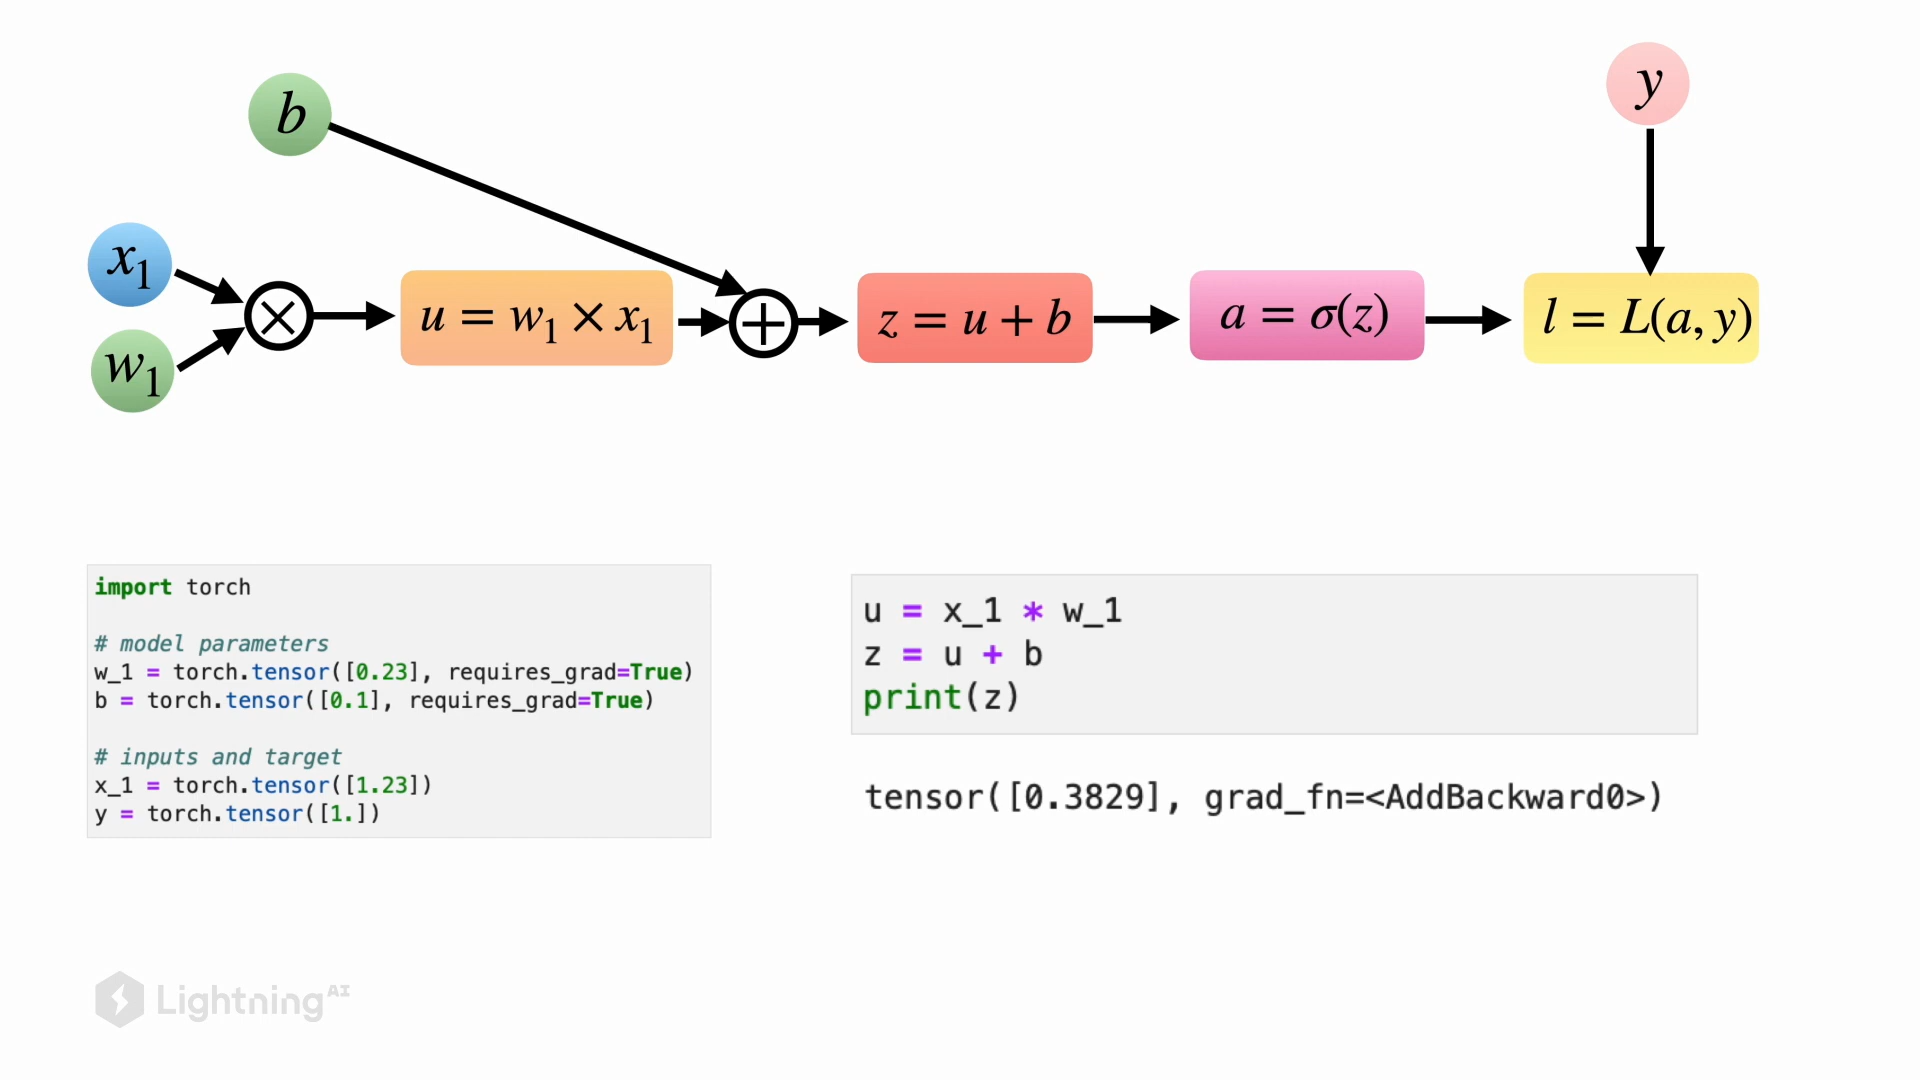 b
y
x₁
w₁
u = w₁ × x₁
z = u + b
a = σ(z)
l = L(a, y)
import torch
# model parameters
w_1 = torch.tensor([0.23], requires_grad=True)
b = torch.tensor([0.1], requires_grad=True)
# inputs and target
x_1 = torch.tensor([1.23])
y = torch.tensor([1.])
u = x_1 * w_1
z = u + b
print(z)
tensor([0.3829], grad_fn=<AddBackward0>)
Lightning AI